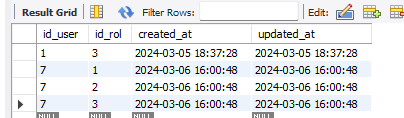 Result Grid Filter Rows: Edit:
id_user id_rol created_at updated_at
1 3 2024-03-05 18:37:28 2024-03-05 18:37:28
7 1 2024-03-06 16:00:48 2024-03-06 16:00:48
7 2 2024-03-06 16:00:48 2024-03-06 16:00:48
7 3 2024-03-06 16:00:48 2024-03-06 16:00:48
NULL NULL NULL NULL